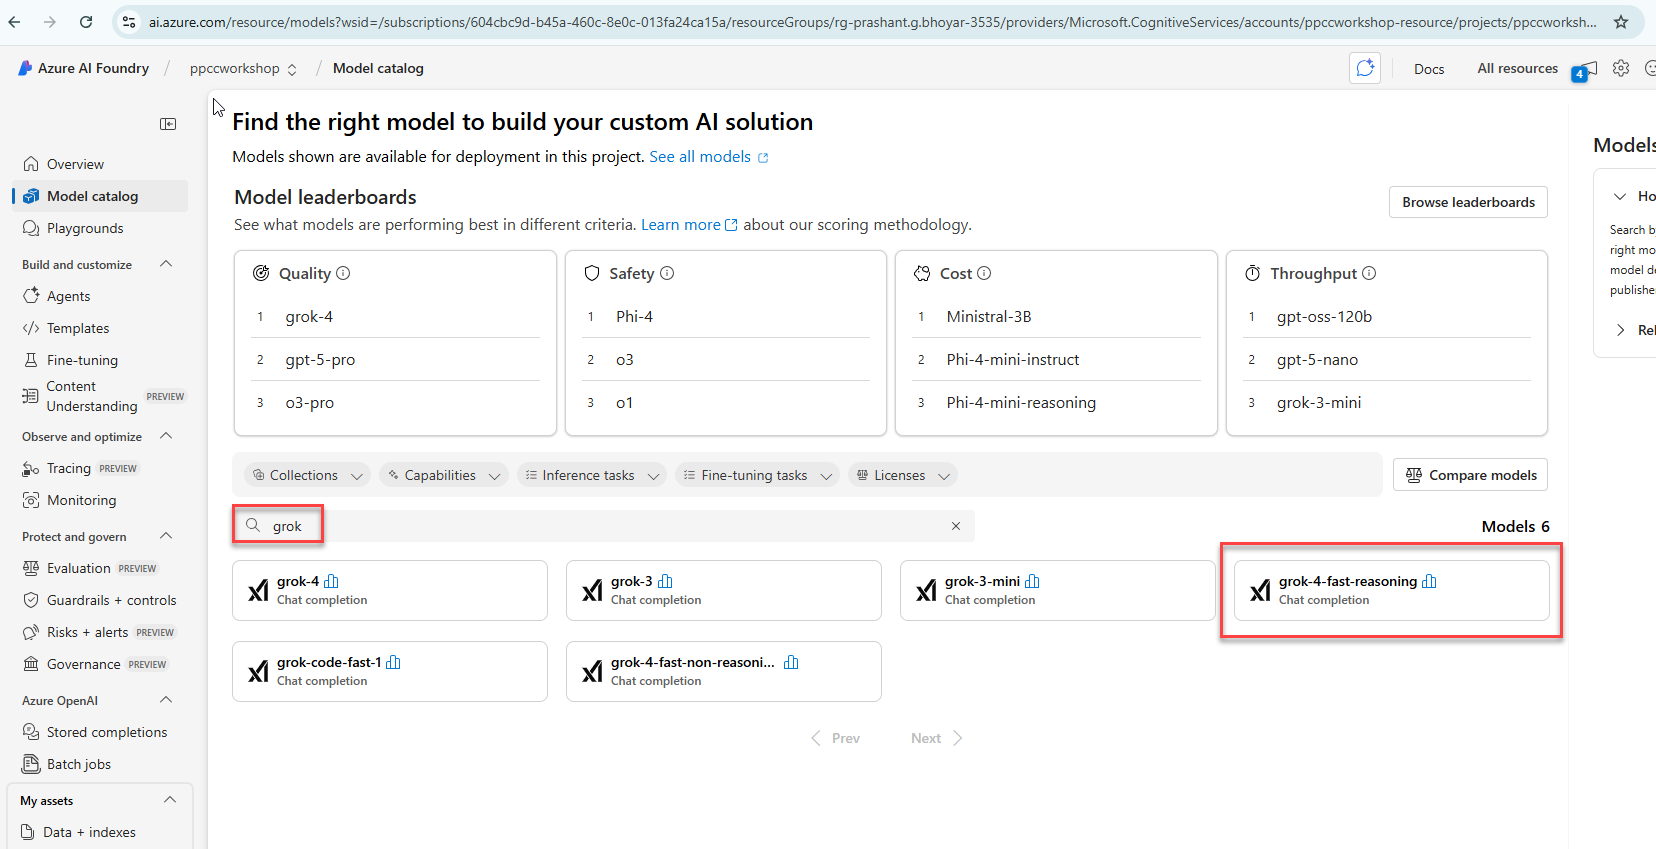 ai.azure.com/resource/models?wsid=/subscriptions/604cbc9d-b45a-460c-8e0c-013fa24ca15a/resourceGroups/rg-prashant.g.bhoyar-3535/providers/Microsoft.CognitiveServices/accounts/ppccworkshop-resource/projects/ppccworksh...
Azure AI Foundry / ppccworkshop / Model catalog
Docs
All resources
4
Overview
Model catalog
Playgrounds
Build and customize
Agents
Templates
Fine-tuning
Content
Understanding PREVIEW
Observe and optimize
Tracing PREVIEW
Monitoring
Protect and govern
Evaluation PREVIEW
Guardrails + controls
Risks + alerts PREVIEW
Governance PREVIEW
Azure OpenAI
Stored completions
Batch jobs
My assets
Data + indexes
Find the right model to build your custom AI solution
Models shown are available for deployment in this project. See all models
Model leaderboards
See what models are performing best in different criteria. Learn more about our scoring methodology.
Browse leaderboards
Quality
1 grok-4
2 gpt-5-pro
3 o3-pro
Safety
1 Phi-4
2 o3
3 o1
Cost
1 Ministral-3B
2 Phi-4-mini-instruct
3 Phi-4-mini-reasoning
Throughput
1 gpt-oss-120b
2 gpt-5-nano
3 grok-3-mini
Collections
Capabilities
Inference tasks
Fine-tuning tasks
Licenses
Compare models
grok
Models 6
grok-4
Chat completion
grok-3
Chat completion
grok-3-mini
Chat completion
grok-4-fast-reasoning
Chat completion
grok-code-fast-1
Chat completion
grok-4-fast-non-reasoni...
Chat completion
Prev
Next
Models
Ho
Search b
right mo
model de
publishe
Rel